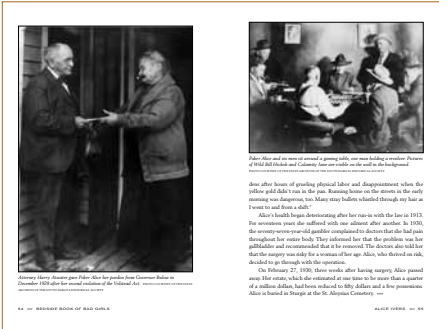 Attorney Harry Atwater gave Poker Alice her pardon from Governor Bulow in
December 1928 after her second violation of the Volstead Act.
54 BEDSIDE BOOK OF BAD GIRLS
Poker Alice and six men sit around a gaming table, one man holding a revolver. Pictures
of Wild Bill Hickok and Calamity Jane are visible on the wall in the background.
dens after hours of grueling physical labor and disappointment when the
yellow gold didn't run in the pan. Running home on the streets in the early
morning was dangerous, too. Many stray bullets whistled through my hair as
I went to and from a shift."
Alice's health began deteriorating after her run-in with the law in 1913.
For seventeen years she suffered with one ailment after another. In 1930,
the seventy-seven-year-old gambler complained to doctors that she had pain
throughout her entire body. They informed her that the problem was her
gallbladder and recommended that it be removed. The doctors also told her
that the surgery was risky for a woman of her age. Alice, who thrived on risk,
decided to go through with the operation.
On February 27, 1930, three weeks after having surgery, Alice passed
away. Her estate, which she estimated at one time to be more than a quarter
of a million dollars, had been reduced to fifty dollars and a few possessions.
Alice is buried in Sturgis at the St. Aloysius Cemetery.
ALICE IVERS 55